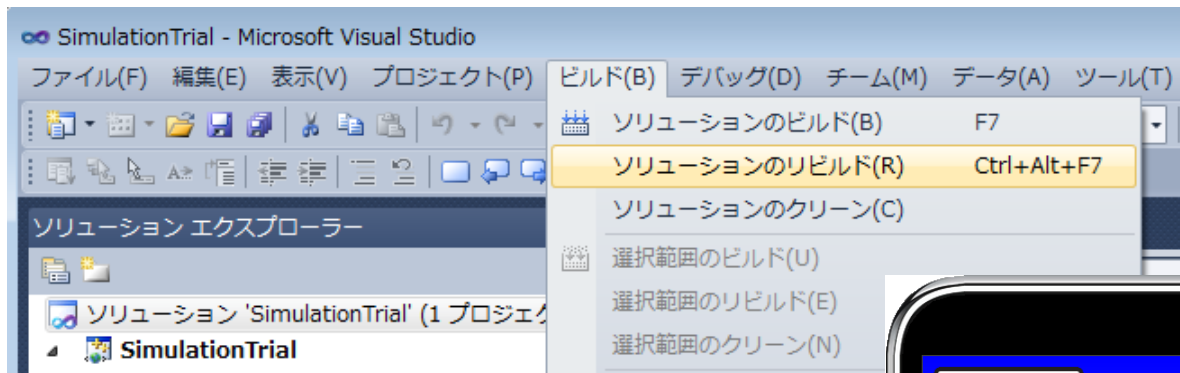 SimulationTrial - Microsoft Visual Studio
ファイル(F) 編集(E) 表示(V) プロジェクト(P) ビルド(B) デバッグ(D) チーム(M) データ(A) ツール(T)
ソリューションのビルド(B) F7
ソリューションのリビルド(R) Ctrl+Alt+F7
ソリューションのクリーン(C)
ソリューション エクスプローラー
選択範囲のビルド(U)
選択範囲のリビルド(E)
ソリューション 'SimulationTrial' (1 プロジェク
選択範囲のクリーン(N)
SimulationTrial